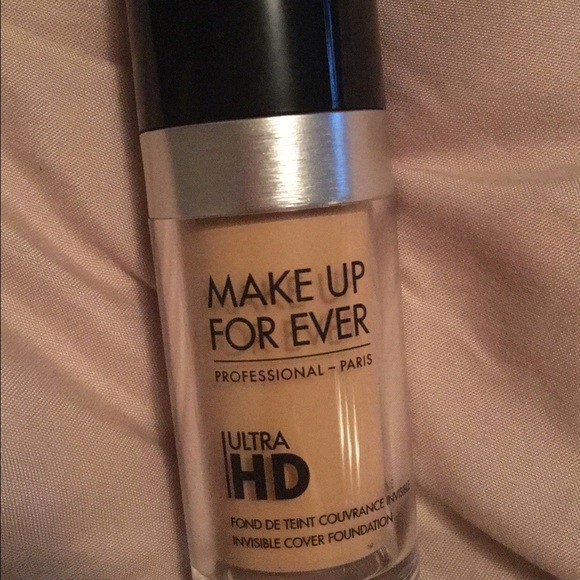 MAKE UP
FOR EVER
PROFESSIONAL – PARIS
ULTRA
HD
FOND DE TEINT COUVRANCE INVISIBLE
INVISIBLE COVER FOUNDATION